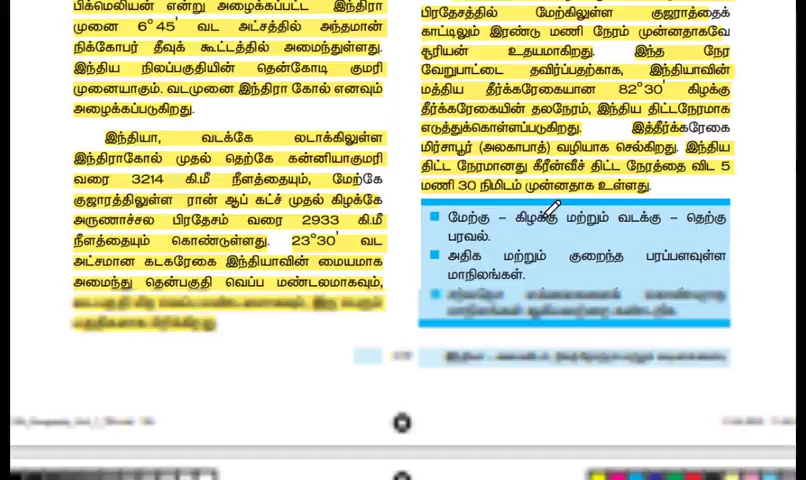 பிக்மெலியன் என்று அழைக்கப்பட்ட இந்திரா
முனை 6°45' வட அட்சத்தில் அந்தமான்
நிக்கோபர் தீவுக் கூட்டத்தில் அமைந்துள்ளது.
இந்திய நிலப்பகுதியின் தென்கோடி குமரி
முனையாகும். வடமுனை இந்திரா கோல் எனவும்
அழைக்கப்படுகிறது.
இந்தியா, வடக்கே லடாக்கிலுள்ள
இந்திராகோல் முதல் தெற்கே கன்னியாகுமரி
வரை 3214 கி.மீ நீளத்தையும், மேற்கே
குஜராத்திலுள்ள ரான் ஆப் கட்ச் முதல் கிழக்கே
அருணாச்சல பிரதேசம் வரை 2933 கி.மீ
நீளத்தையும் கொண்டுள்ளது. 23°30' வட
அட்சமான கடகரேகை இந்தியாவின் மையமாக
அமைந்து தென்பகுதி வெப்ப மண்டலமாகவும்,
பிரதேசத்தில் மேற்கிலுள்ள குஜராத்தைக்
காட்டிலும் இரண்டு மணி நேரம் முன்னதாகவே
சூரியன் உதயமாகிறது. இந்த நேர
வேறுபாட்டை தவிர்ப்பதற்காக, இந்தியாவின்
மத்திய தீர்க்கரேகையான 82°30' கிழக்கு
தீர்க்கரேகையின் தலநேரம், இந்திய திட்டநேரமாக
எடுத்துக்கொள்ளப்படுகிறது. இத்தீர்க்கரேகை
மிர்சாபூர் (அலகாபாத்) வழியாக செல்கிறது. இந்திய
திட்ட நேரமானது கிரீன்வீச் திட்ட நேரத்தை விட 5
மணி 30 நிமிடம் முன்னதாக உள்ளது.
மேற்கு – கிழக்கு மற்றும் வடக்கு – தெற்கு
பரவல்.
அதிக மற்றும் குறைந்த பரப்பளவுள்ள
மாநிலங்கள்.